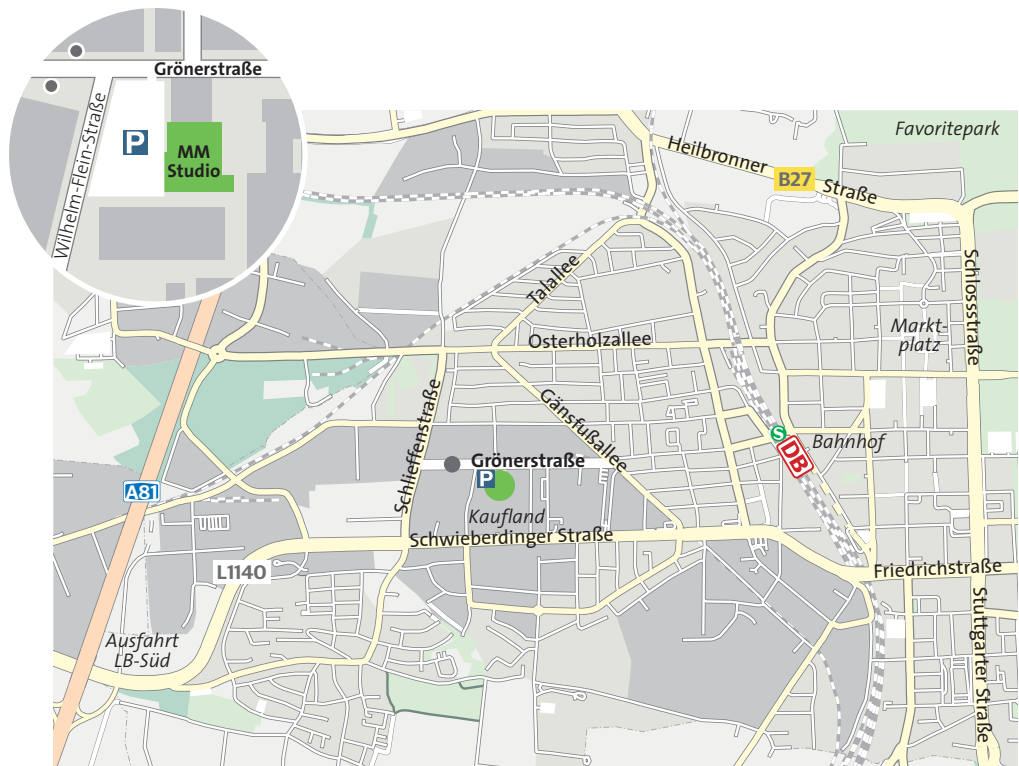 Grönerstraße
Wilhelm-Flein-Straße
P
MM
Studio
Favoritepark
Heilbronner
Straße
B27
Talallee
Schlossstraße
Osterholzallee
Markt-
platz
Schlieffenstraße
Gänsfußallee
S
DB
Bahnhof
Grönerstraße
P
A81
Kaufland
Schwieberdinger Straße
L1140
Friedrichstraße
Stuttgarter Straße
Ausfahrt
LB-Süd